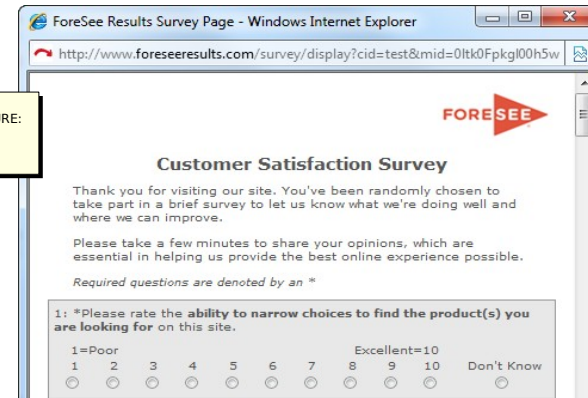 ForeSee Results Survey Page - Windows Internet Explorer
http://www.foreseeresults.com/survey/display?cid=test&mid=0Itk0Fpkgl00h5w
URE:
FORESEE
Customer Satisfaction Survey
Thank you for visiting our site. You've been randomly chosen to
take part in a brief survey to let us know what we're doing well and
where we can improve.
Please take a few minutes to share your opinions, which are
essential in helping us provide the best online experience possible.
Required questions are denoted by an *
1: *Please rate the ability to narrow choices to find the product(s) you
are looking for on this site.
1=Poor Excellent=10
1 2 3 4 5 6 7 8 9 10 Don't Know